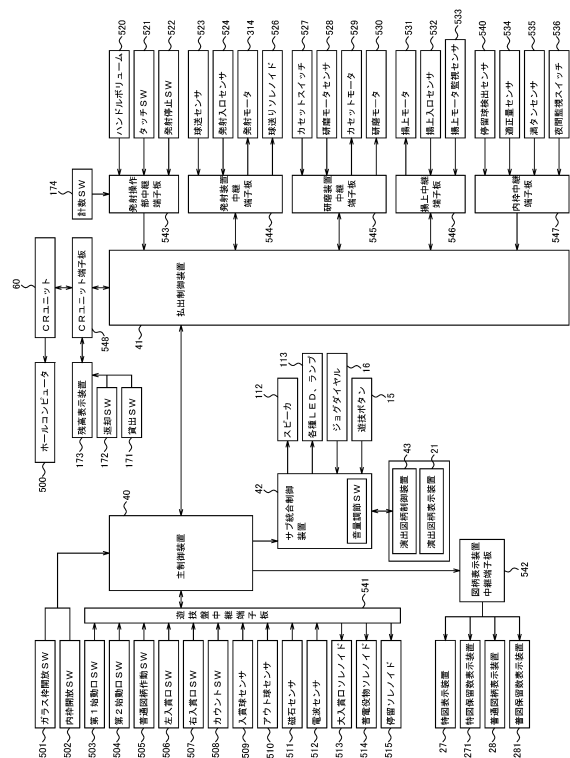 174
計数SW
60
CRユニット
CRユニット端子板
548
ホールコンピュータ
500
残高表示装置
173
返却SW
172
貸出SW
171
ハンドルボリューム
520
タッチSW
521
発射停止SW
522
球送センサ
523
発射入口センサ
524
発射モータ
314
球送りソレノイド
526
カセットスイッチ
527
研磨モータセンサ
528
カセットモータ
529
研磨モータ
530
揚上モータ
531
揚上入口センサ
532
揚上モータ監視センサ
533
停留球検出センサ
540
適正量センサ
534
満タンセンサ
535
夜間監視スイッチ
536
発射操作
部中継
端子板
543
発射装置
中継
端子板
544
研磨装置
中継
端子板
545
揚上中継
端子板
546
内枠中継
端子板
547
払出制御装置
41
主制御装置
40
スピーカ
112
各種LED、ランプ
113
ジョグダイヤル
16
遊技ボタン
15
サブ統合制御
装置
42
音量調節SW
演出図柄制御装置
43
演出図柄表示装置
21
遊技盤中継端子板
541
図柄表示装置
中継端子板
542
501
ガラス枠開放SW
502
内枠開放SW
503
第1始動口SW
504
第2始動口SW
505
普通図柄作動SW
506
左入賞口SW
507
右入賞口SW
508
カウントSW
509
入賞球センサ
510
アウト球センサ
511
磁石センサ
512
電波センサ
513
大入賞口ソレノイド
514
普電役物ソレノイド
515
停留ソレノイド
27
特図表示装置
271
特図保留数表示装置
28
普通図柄表示装置
281
普図保留数表示装置